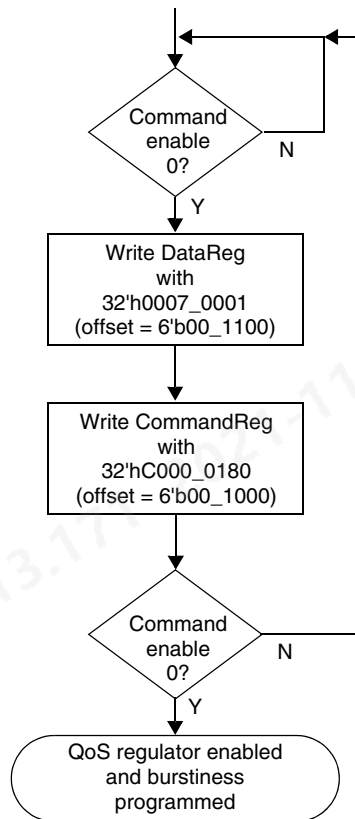 Command
enable
0?
N
Y
Write DataReg
with
32'h0007_0001
(offset = 6'b00_1100)
Write CommandReg
with
32'hC000_0180
(offset = 6'b00_1000)
Command
enable
0?
N
Y
QoS regulator enabled
and burstiness
programmed